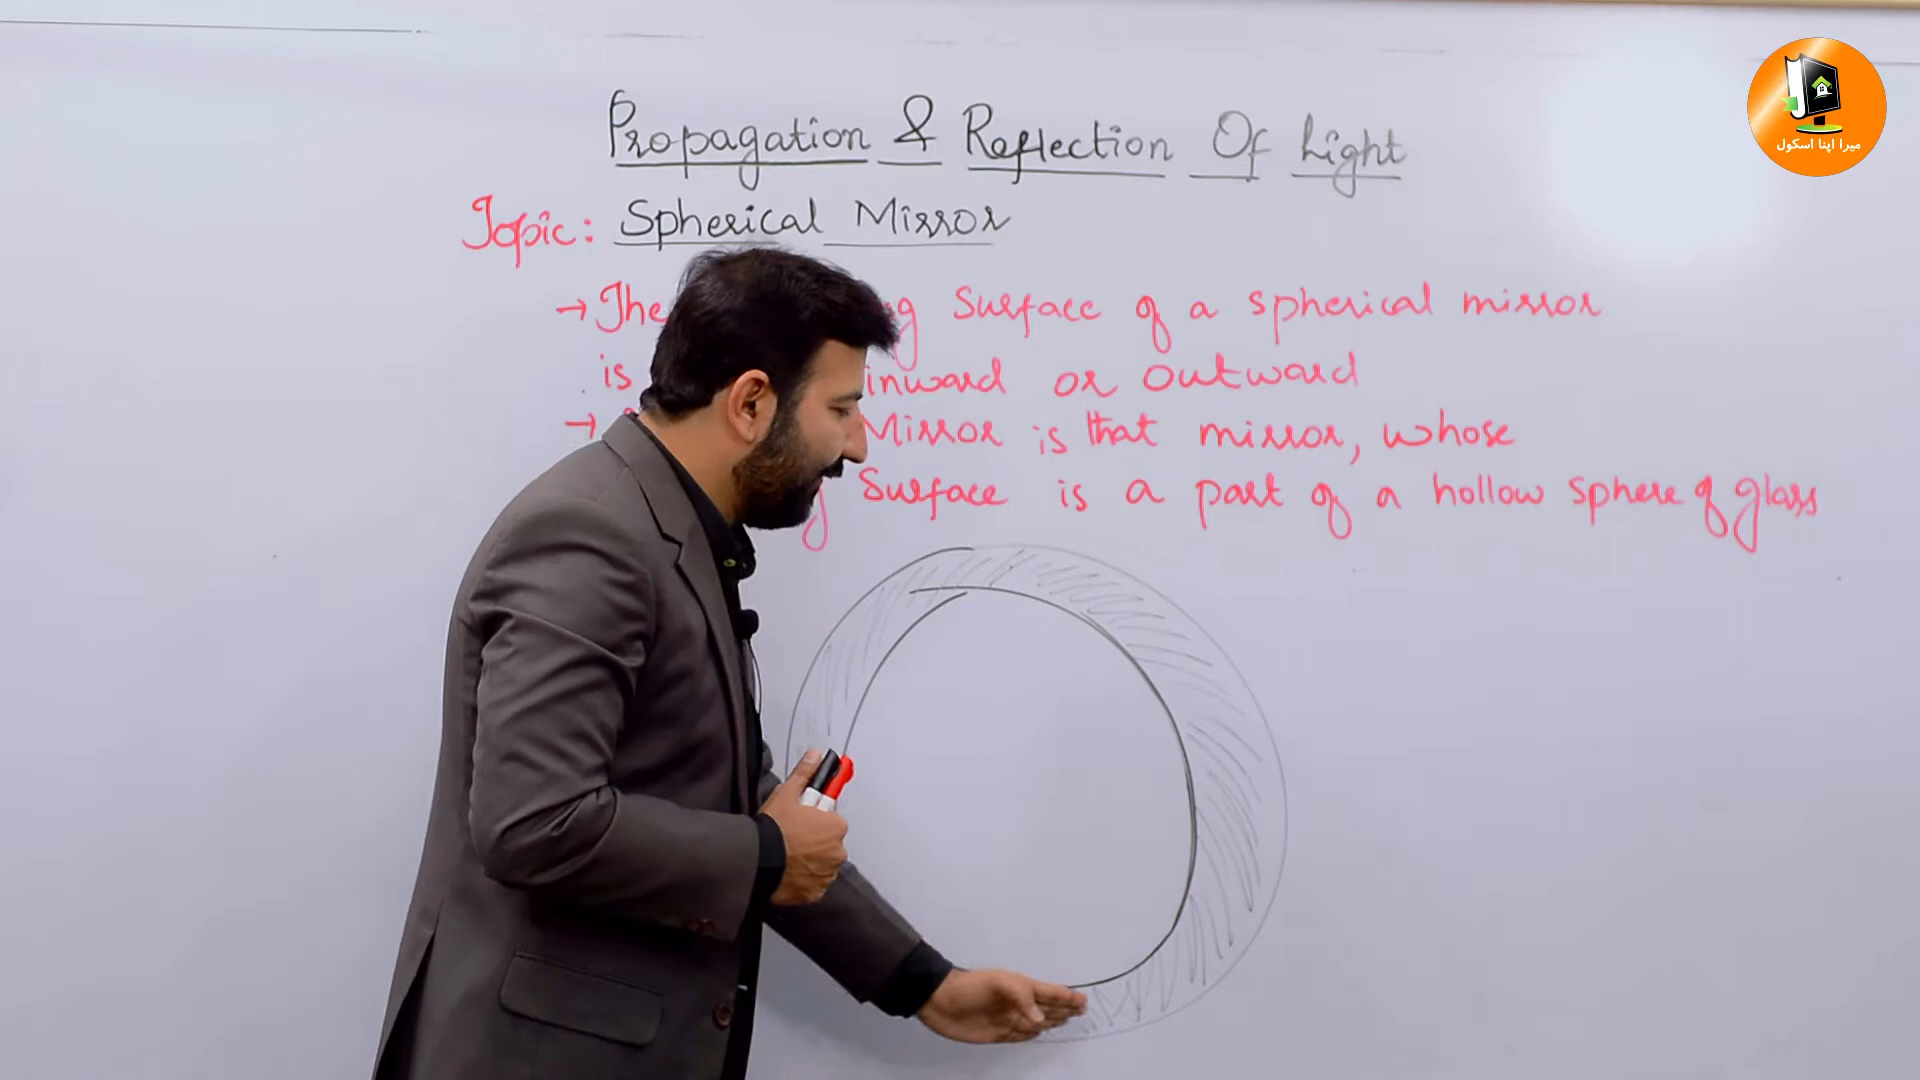 Propagation & Reflection Of Light
Topic: Spherical Mirror
→ The Surface of a spherical mirror
is inward or outward
→ Mirror is that mirror, whose
Surface is a part of a hollow sphere of glass
میرا اپنا اسکول